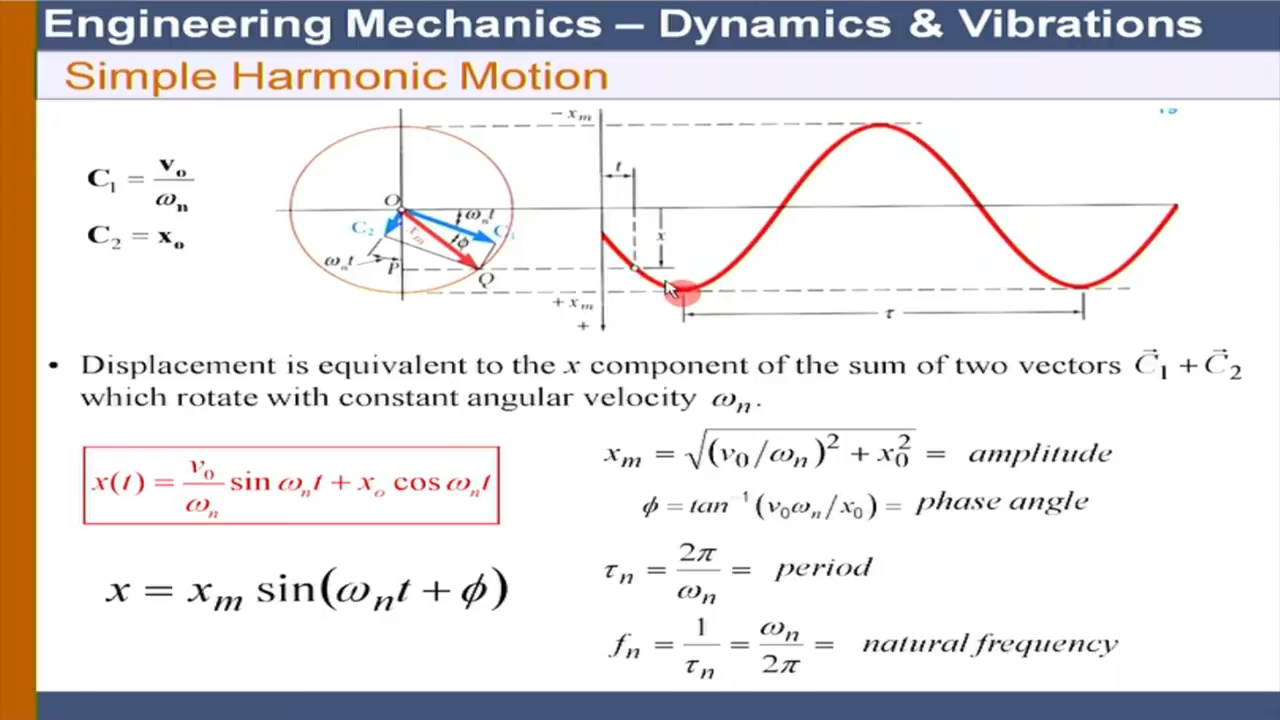 Engineering Mechanics – Dynamics & Vibrations
Simple Harmonic Motion
C₁ = v₀/ωₙ
C₂ = x₀
O
ωₙt
C₂
xₘ
ϕ
C₁
ωₙt
P
Q
− xₘ
t
x
+ xₘ
+
τ
• Displacement is equivalent to the x component of the sum of two vectors C⃗₁ + C⃗₂
which rotate with constant angular velocity ωₙ.
x(t) = v₀/ωₙ sin ωₙt + x₀ cos ωₙt
x = xₘ sin(ωₙt + ϕ)
xₘ = √((v₀/ωₙ)² + x₀²) = amplitude
ϕ = tan⁻¹(v₀ωₙ/x₀) = phase angle
τₙ = 2π/ωₙ = period
fₙ = 1/τₙ = ωₙ/2π = natural frequency